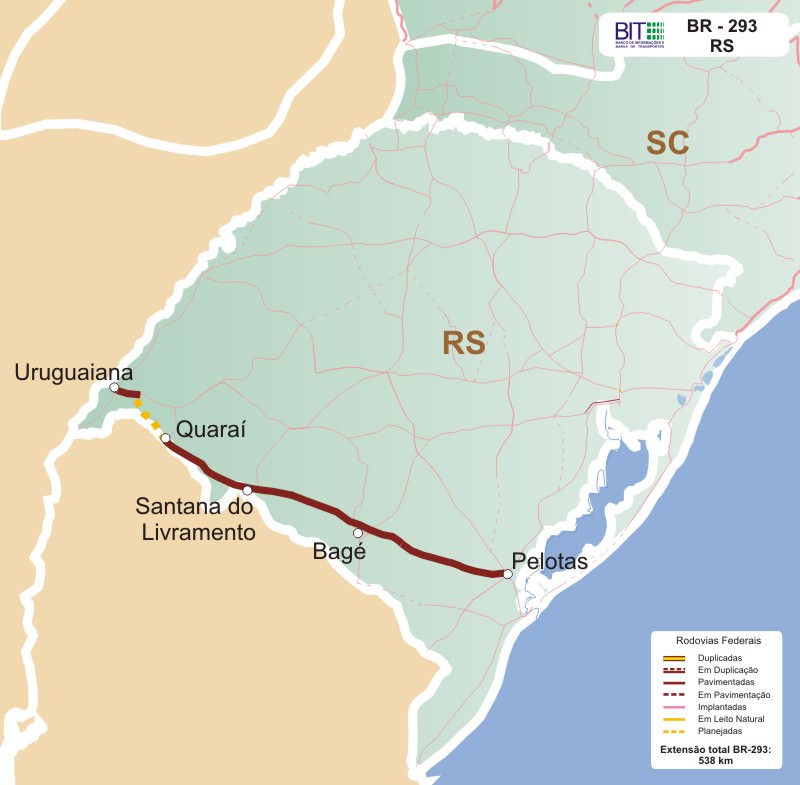 BIT
BANCO DE INFORMAÇÕES E
MAPAS DE TRANSPORTES
BR - 293
RS
SC
RS
Uruguaiana
Quaraí
Santana do
Livramento
Bagé
Pelotas
Rodovias Federais
Duplicadas
Em Duplicação
Pavimentadas
Em Pavimentação
Implantadas
Em Leito Natural
Planejadas
Extensão total BR-293:
538 km